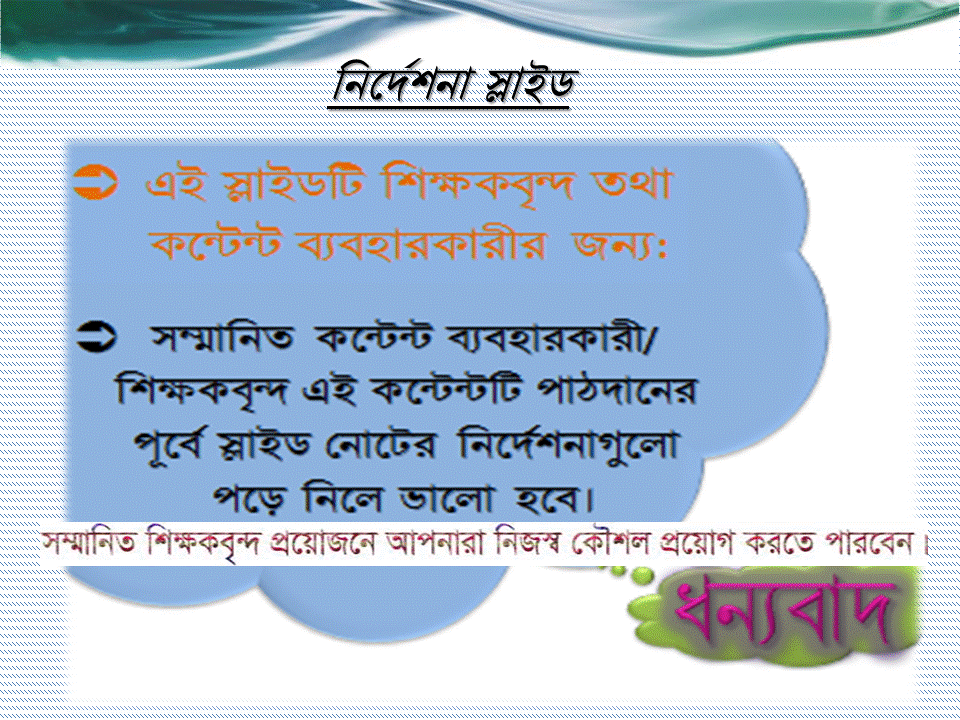 নির্দেশনা স্লাইড
➲ এই স্লাইডটি শিক্ষকবৃন্দ তথা
কন্টেন্ট ব্যবহারকারীর জন্য:
➲ সম্মানিত কন্টেন্ট ব্যবহারকারী/
শিক্ষকবৃন্দ এই কন্টেন্টটি পাঠদানের
পূর্বে স্লাইড নোটের নির্দেশনাগুলো
পড়ে নিলে ভালো হবে।
সম্মানিত শিক্ষকবৃন্দ প্রয়োজনে আপনারা নিজস্ব কৌশল প্রয়োগ করতে পারবেন।
ধন্যবাদ